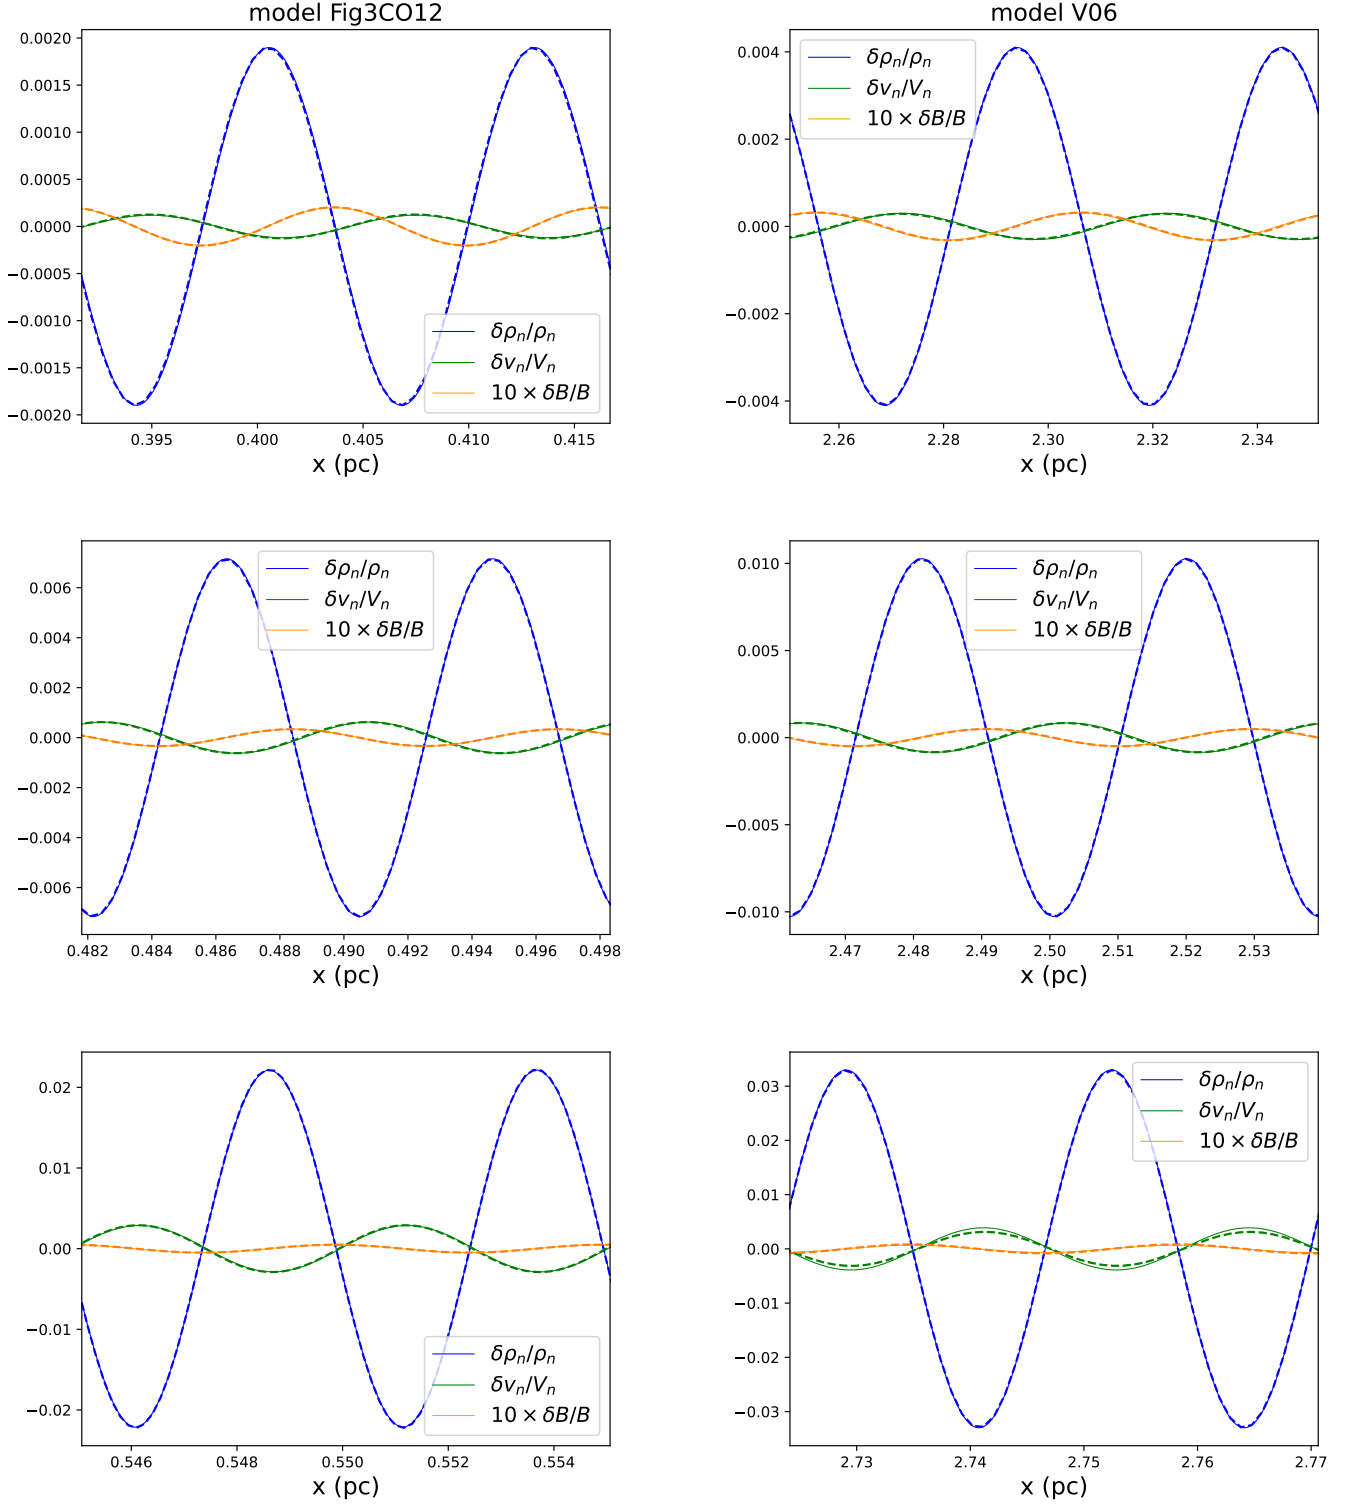 model Fig3CO12
0.0020
0.0015
0.0010
0.0005
0.0000
−0.0005
−0.0010
−0.0015
−0.0020
δρₙ/ρₙ
δvₙ/Vₙ
10 × δB/B
0.395 0.400 0.405 0.410 0.415
x (pc)
model V06
0.004
0.002
0.000
−0.002
−0.004
δρₙ/ρₙ
δvₙ/Vₙ
10 × δB/B
2.26 2.28 2.30 2.32 2.34
x (pc)
0.006
0.004
0.002
0.000
−0.002
−0.004
−0.006
δρₙ/ρₙ
δvₙ/Vₙ
10 × δB/B
0.482 0.484 0.486 0.488 0.490 0.492 0.494 0.496 0.498
x (pc)
0.010
0.005
0.000
−0.005
−0.010
δρₙ/ρₙ
δvₙ/Vₙ
10 × δB/B
2.47 2.48 2.49 2.50 2.51 2.52 2.53
x (pc)
0.02
0.01
0.00
−0.01
−0.02
δρₙ/ρₙ
δvₙ/Vₙ
10 × δB/B
0.546 0.548 0.550 0.552 0.554
x (pc)
0.03
0.02
0.01
0.00
−0.01
−0.02
−0.03
δρₙ/ρₙ
δvₙ/Vₙ
10 × δB/B
2.73 2.74 2.75 2.76 2.77
x (pc)